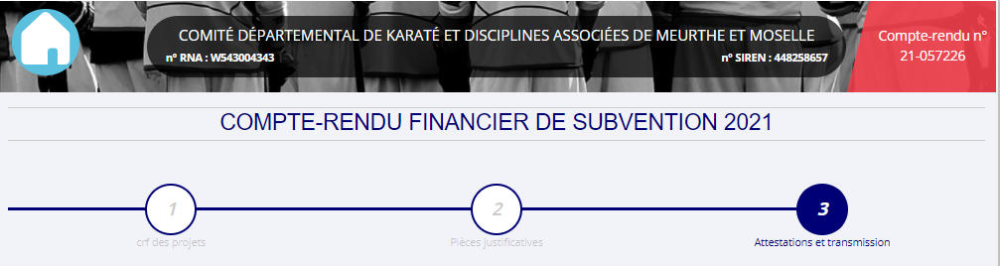 COMITÉ DÉPARTEMENTAL DE KARATÉ ET DISCIPLINES ASSOCIÉES DE MEURTHE ET MOSELLE
n° RNA : W543004343 n° SIREN : 448258657
Compte-rendu n°
21-057226
COMPTE-RENDU FINANCIER DE SUBVENTION 2021
1 2 3
crf des projets Pièces justificatives Attestations et transmission